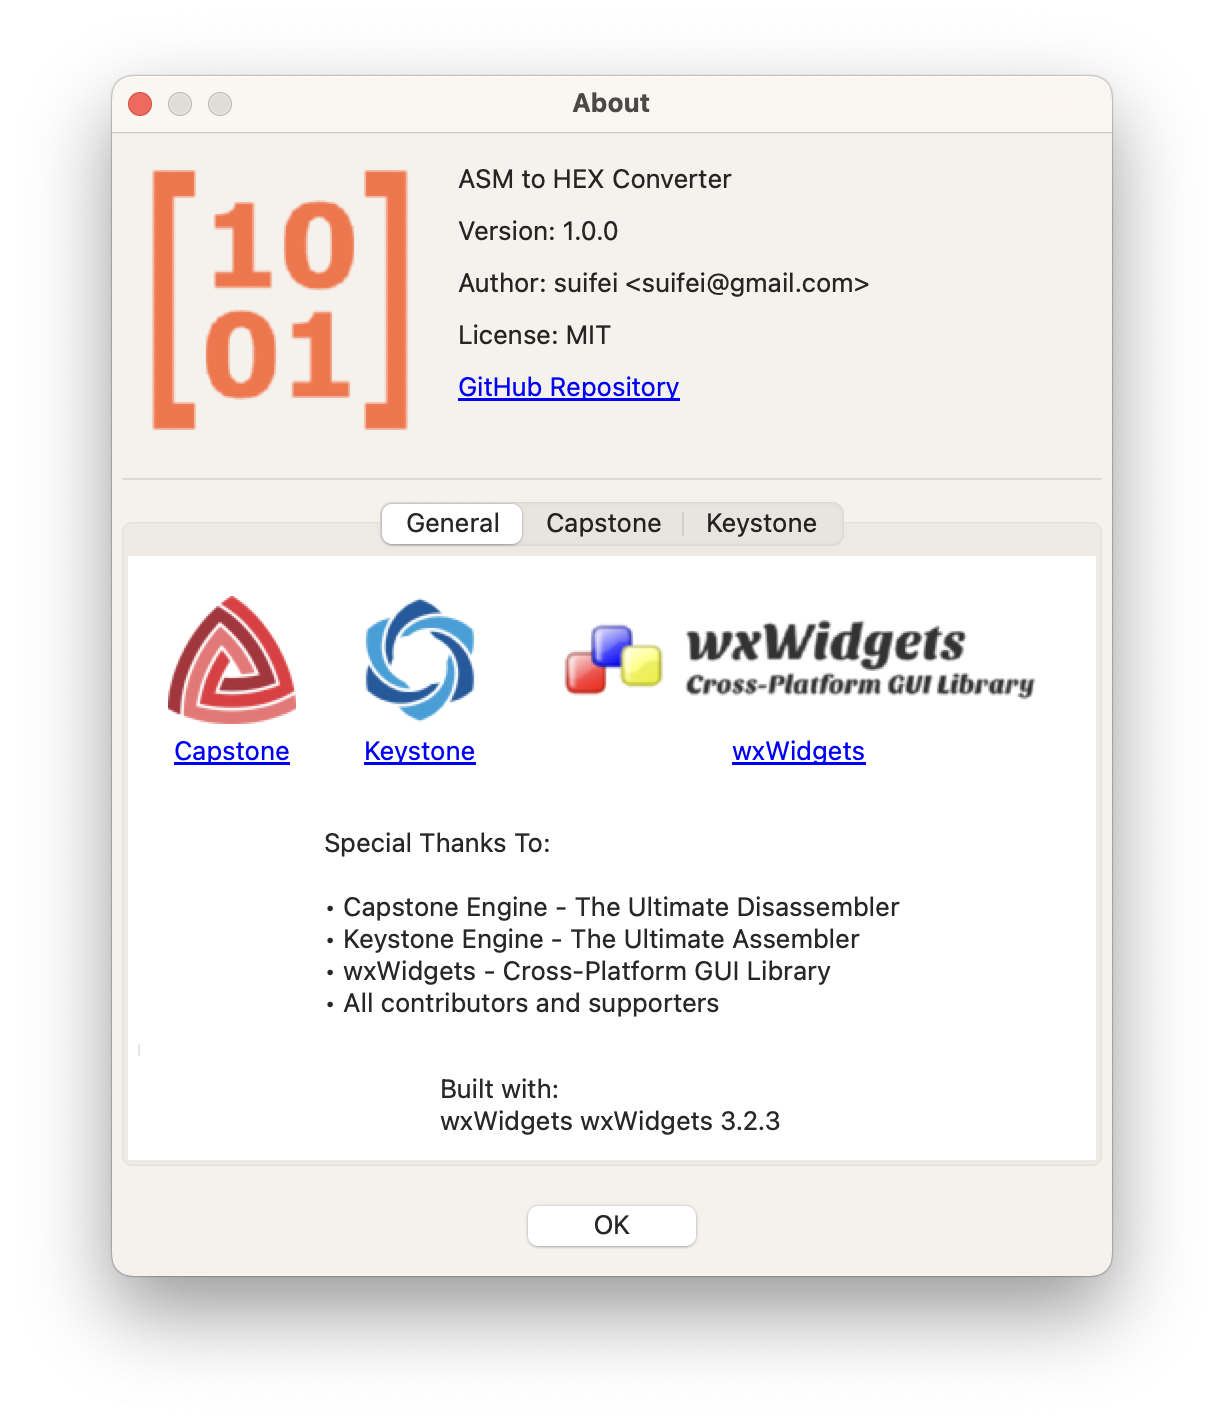 About
10
01
ASM to HEX Converter
Version: 1.0.0
Author: suifei <suifei@gmail.com>
License: MIT
GitHub Repository
General Capstone Keystone
wxWidgets
Cross-Platform GUI Library
Capstone Keystone wxWidgets
Special Thanks To:
• Capstone Engine - The Ultimate Disassembler
• Keystone Engine - The Ultimate Assembler
• wxWidgets - Cross-Platform GUI Library
• All contributors and supporters
Built with:
wxWidgets wxWidgets 3.2.3
OK